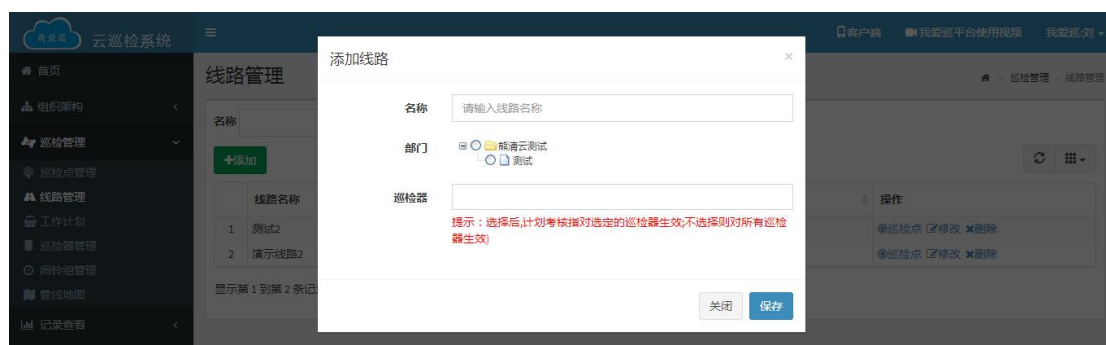 我爱巡
云巡检系统
客户端
我爱巡平台使用视频
我爱巡:刘
首页
组织架构
巡检管理
巡检点管理
线路管理
工作计划
巡检器管理
闹铃组管理
管线地图
记录查看
线路管理
巡检管理
线路管理
名称
+添加
线路名称
操作
1 测试2
巡检点 修改 删除
2 演示线路2
巡检点 修改 删除
显示第 1 到第 2 条记
添加线路
×
名称 请输入线路名称
部门 熊清云测试
测试
巡检器
提示：选择后,计划考核指对选定的巡检器生效;不选择则对所有巡检
器生效)
关闭 保存